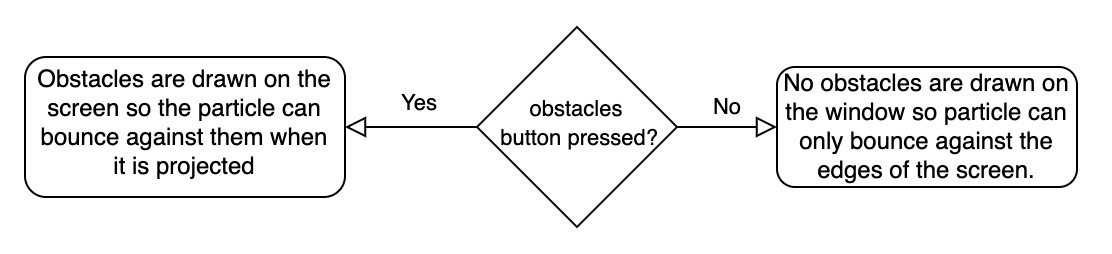 Obstacles are drawn on the
screen so the particle can
bounce against them when
it is projected
Yes
obstacles
button pressed?
No
No obstacles are drawn on
the window so particle can
only bounce against the
edges of the screen.